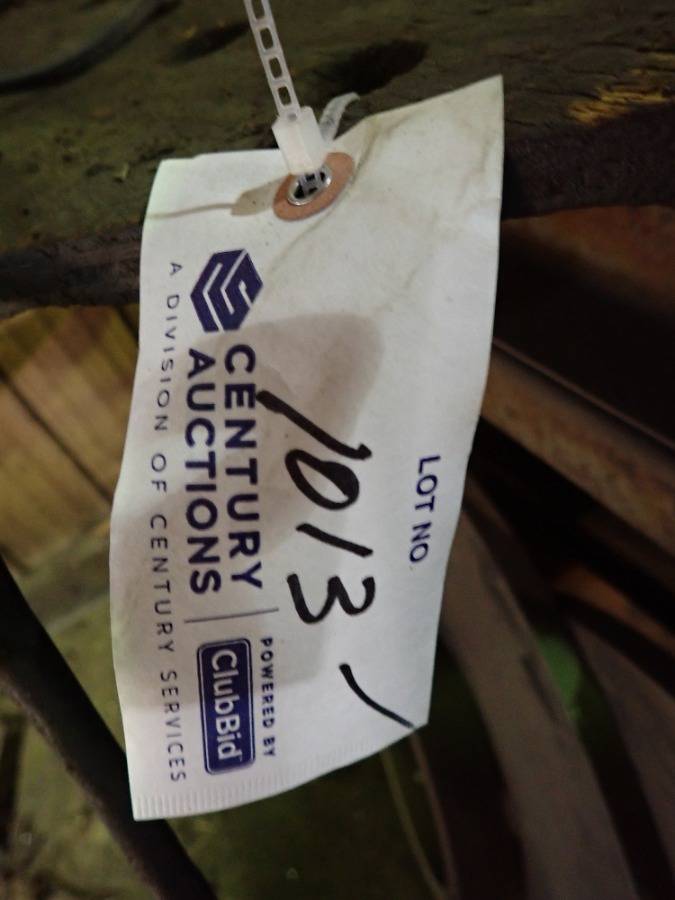 LOT NO.
1013
CENTURY
AUCTIONS
POWERED BY
ClubBid
A DIVISION OF CENTURY SERVICES